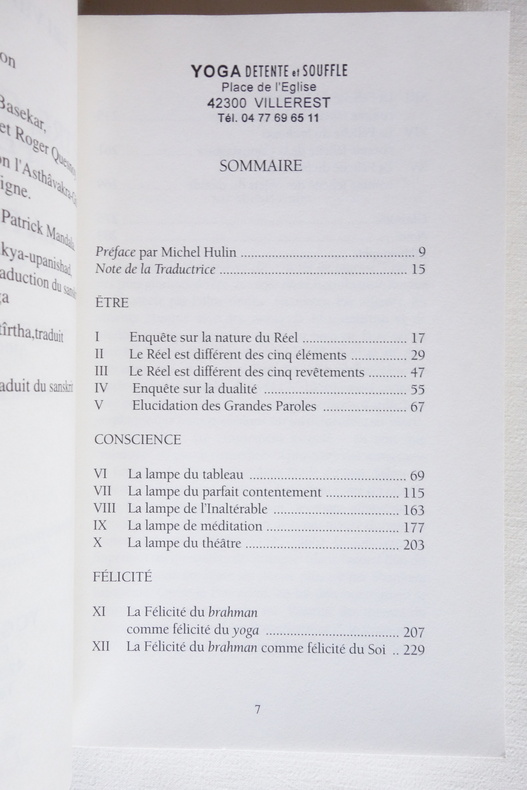 on
Basekar,
et Roger
n l'Asthâvakra-
igne.
Patrick
kya-upanishad,
aduction du
a
tîrtha,traduit
aduit du sanskrit
YOGA DETENTE et SOUFFLE
Place de l'Eglise
42300 VILLEREST
Tél. 04 77 69 65 11
SOMMAIRE
Préface par Michel Hulin ........ 9
Note de la Traductrice ........ 15
ÊTRE
I Enquête sur la nature du Réel ........ 17
II Le Réel est différent des cinq éléments ........ 29
III Le Réel est différent des cinq revêtements ........ 47
IV Enquête sur la dualité ........ 55
V Elucidation des Grandes Paroles ........ 67
CONSCIENCE
VI La lampe du tableau ........ 69
VII La lampe du parfait contentement ........ 115
VIII La lampe de l'Inaltérable ........ 163
IX La lampe de méditation ........ 177
X La lampe du théâtre ........ 203
FÉLICITÉ
XI La Félicité du brahman
comme félicité du yoga ........ 207
XII La Félicité du brahman comme félicité du Soi .. 229
7